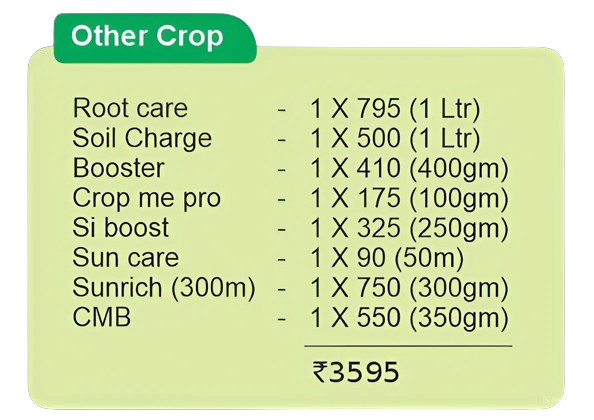 Other Crop
Root care - 1 X 795 (1 Ltr)
Soil Charge - 1 X 500 (1 Ltr)
Booster - 1 X 410 (400gm)
Crop me pro - 1 X 175 (100gm)
Si boost - 1 X 325 (250gm)
Sun care - 1 X 90 (50m)
Sunrich (300m) - 1 X 750 (300gm)
CMB - 1 X 550 (350gm)
₹3595